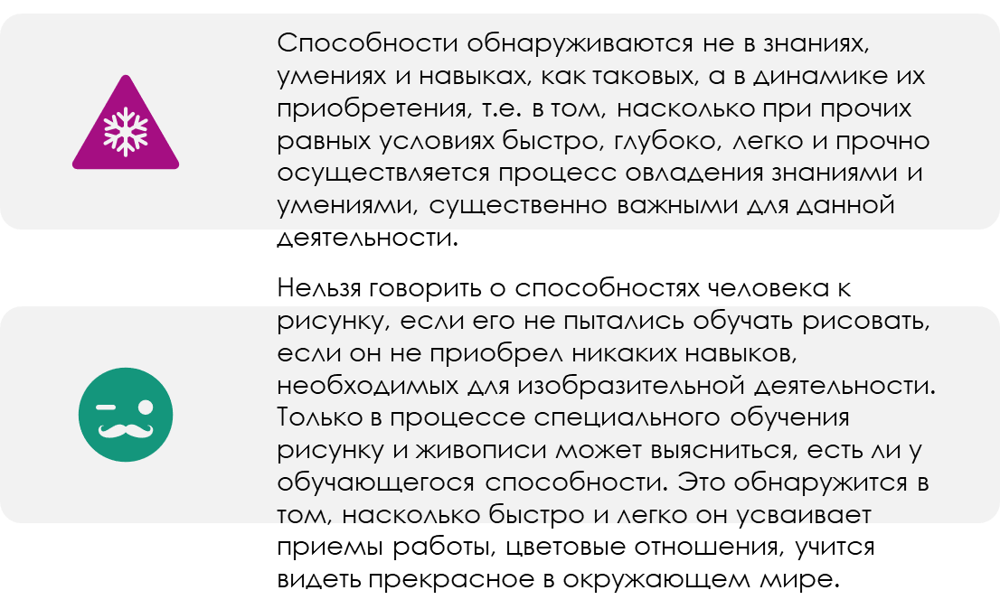 Способности обнаруживаются не в знаниях,
умениях и навыках, как таковых, а в динамике их
приобретения, т.е. в том, насколько при прочих
равных условиях быстро, глубоко, легко и прочно
осуществляется процесс овладения знаниями и
умениями, существенно важными для данной
деятельности.
Нельзя говорить о способностях человека к
рисунку, если его не пытались обучать рисовать,
если он не приобрел никаких навыков,
необходимых для изобразительной деятельности.
Только в процессе специального обучения
рисунку и живописи может выясниться, есть ли у
обучающегося способности. Это обнаружится в
том, насколько быстро и легко он усваивает
приемы работы, цветовые отношения, учится
видеть прекрасное в окружающем мире.